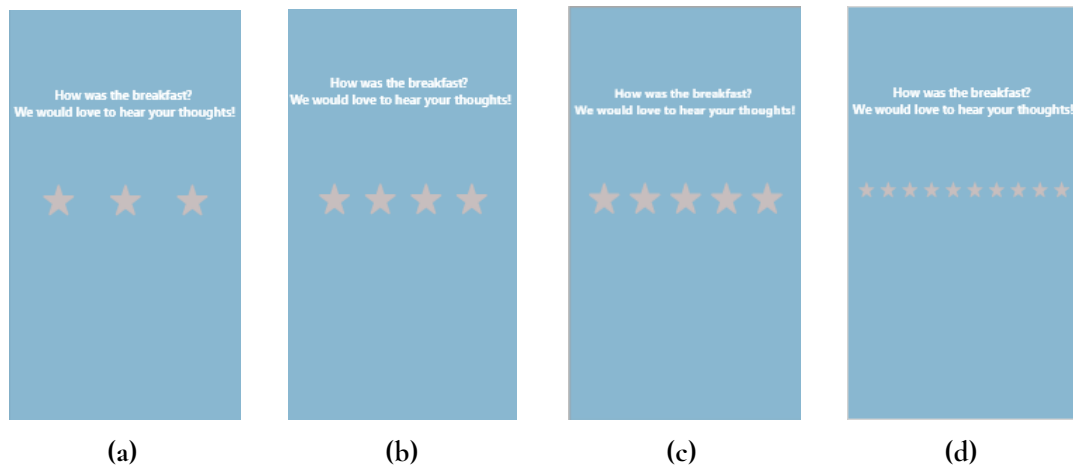 How was the breakfast?
We would love to hear your thoughts!
How was the breakfast?
We would love to hear your thoughts!
How was the breakfast?
We would love to hear your thoughts!
How was the breakfast?
We would love to hear your thoughts!
(a)
(b)
(c)
(d)